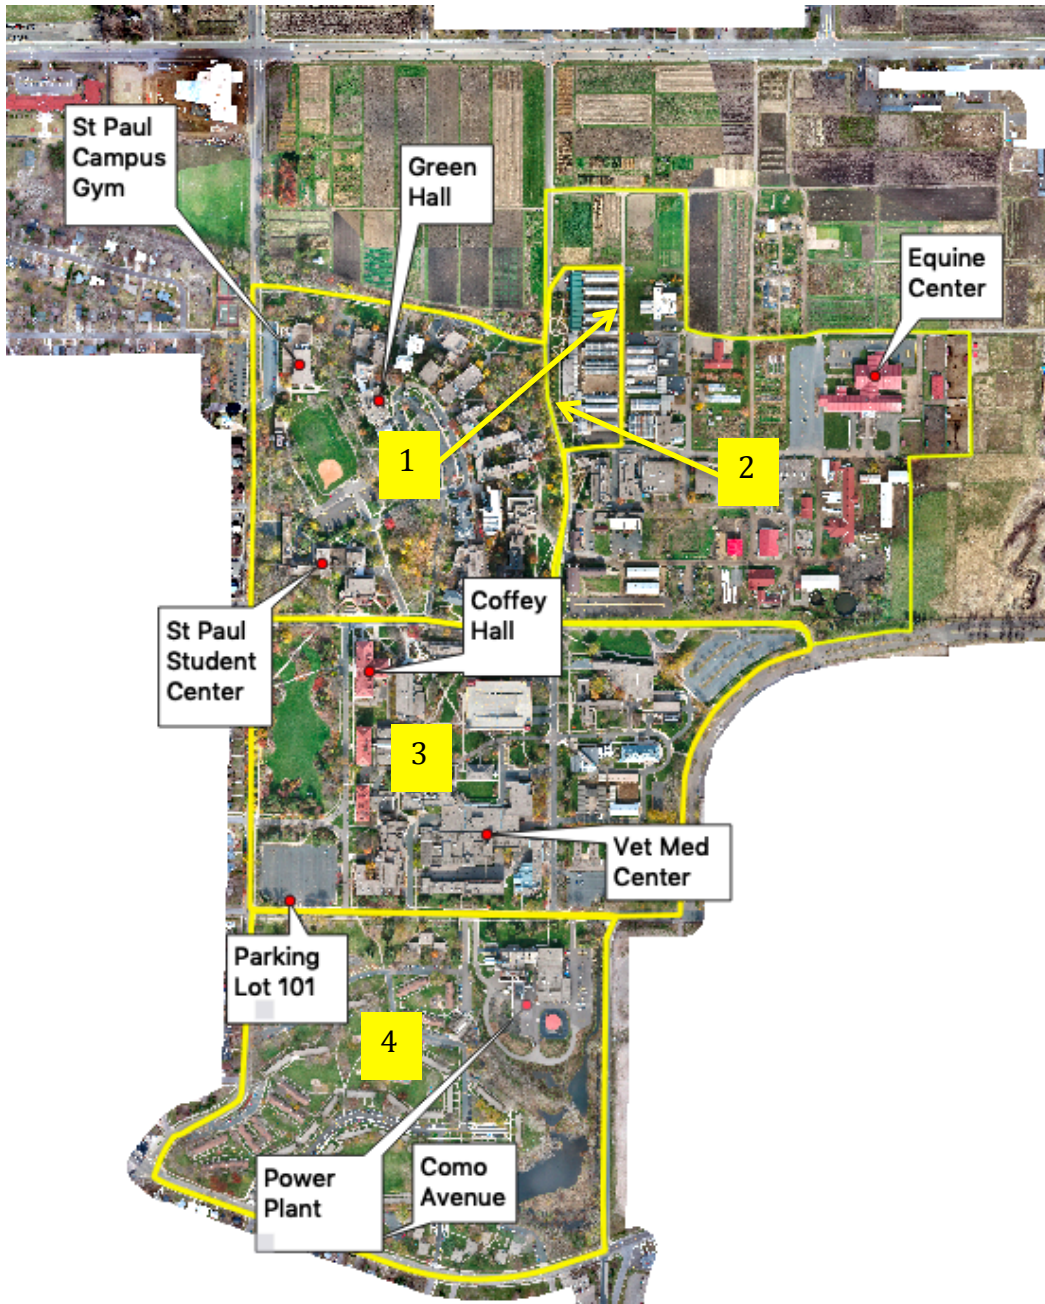 St Paul
Campus
Gym
Green
Hall
Equine
Center
1
2
St Paul
Student
Center
Coffey
Hall
3
Vet Med
Center
Parking
Lot 101
4
Power
Plant
Como
Avenue